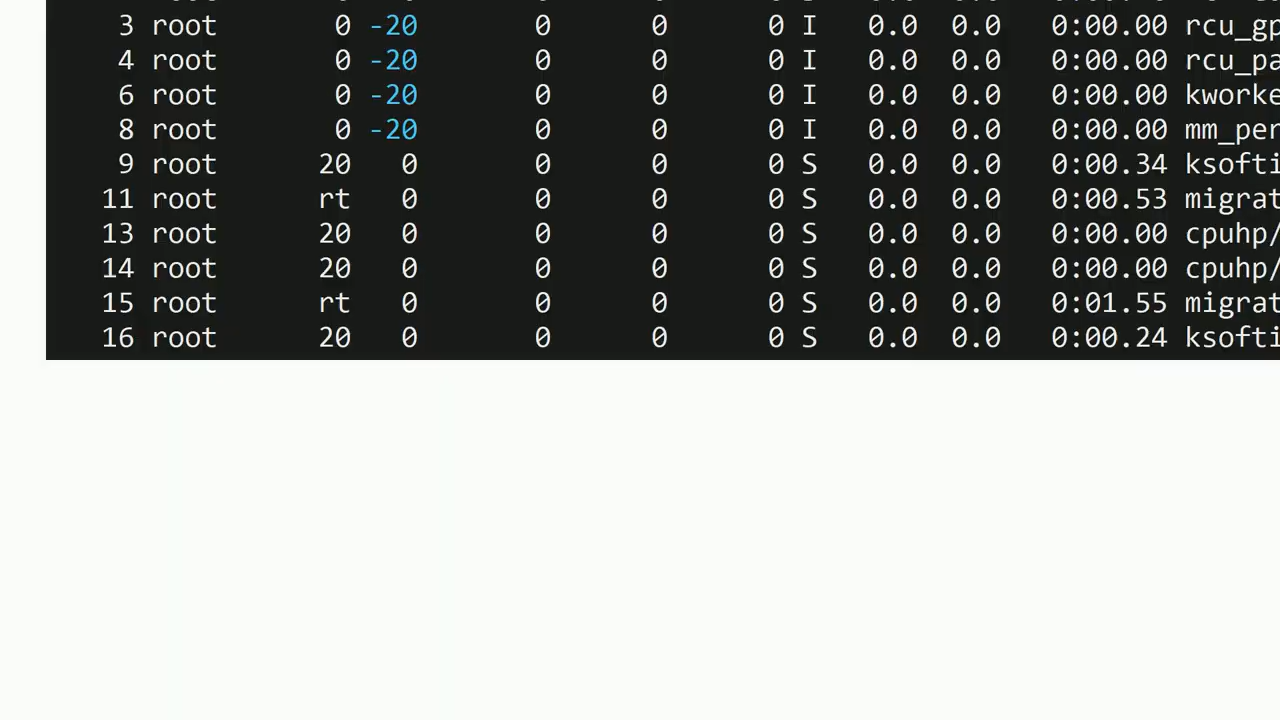 3 root 0 -20 0 0 0 I 0.0 0.0 0:00.00 rcu_gp
4 root 0 -20 0 0 0 I 0.0 0.0 0:00.00 rcu_pa
6 root 0 -20 0 0 0 I 0.0 0.0 0:00.00 kworke
8 root 0 -20 0 0 0 I 0.0 0.0 0:00.00 mm_per
9 root 20 0 0 0 0 S 0.0 0.0 0:00.34 ksofti
11 root rt 0 0 0 0 S 0.0 0.0 0:00.53 migrat
13 root 20 0 0 0 0 S 0.0 0.0 0:00.00 cpuhp/
14 root 20 0 0 0 0 S 0.0 0.0 0:00.00 cpuhp/
15 root rt 0 0 0 0 S 0.0 0.0 0:01.55 migrat
16 root 20 0 0 0 0 S 0.0 0.0 0:00.24 ksofti